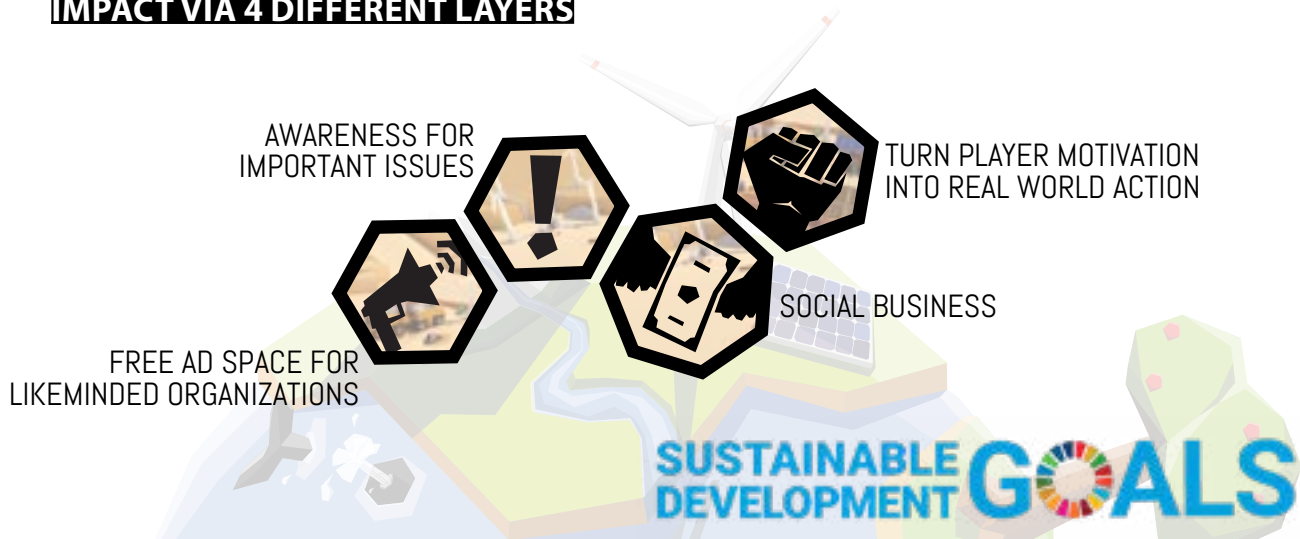 IMPACT VIA 4 DIFFERENT LAYERS
AWARENESS FOR
IMPORTANT ISSUES
TURN PLAYER MOTIVATION
INTO REAL WORLD ACTION
SOCIAL BUSINESS
FREE AD SPACE FOR
LIKEMINDED ORGANIZATIONS
SUSTAINABLE
DEVELOPMENT
GOALS